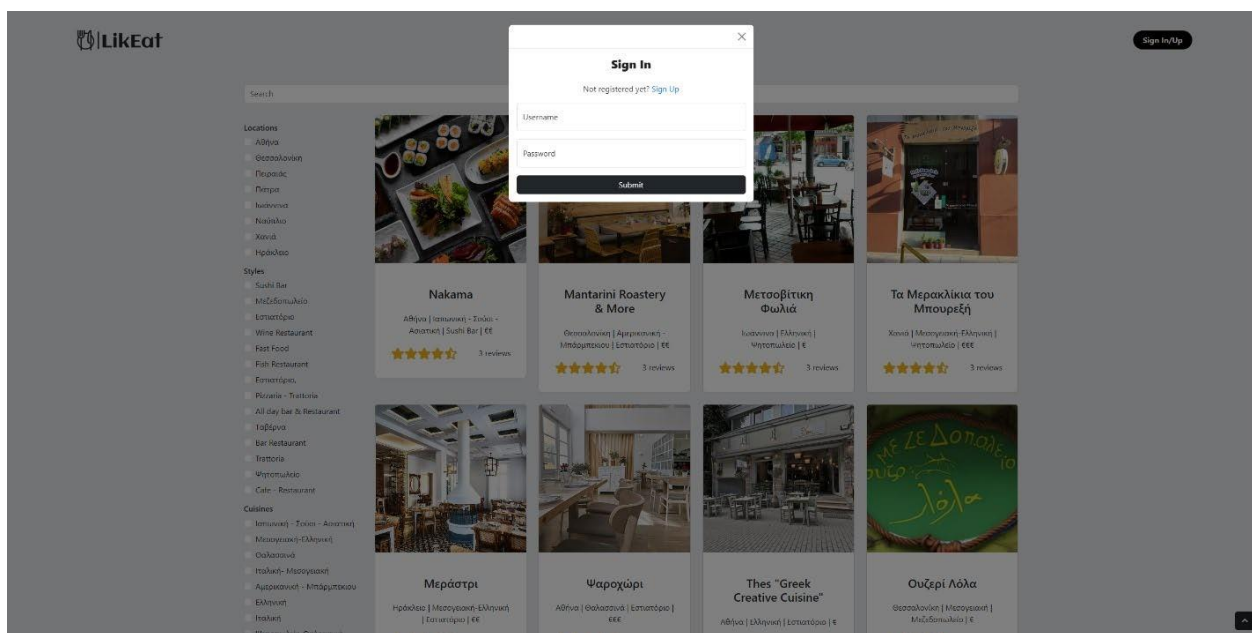 LikEat
Sign In/Up
Sign In
Not registered yet? Sign Up
Username
Password
Submit
Search
Locations
Αθήνα
Θεσσαλονίκη
Πειραιάς
Πάτρα
Ιωάννινα
Ναύπλιο
Χανιά
Ηράκλειο
Styles
Sushi Bar
Μεζεδοπωλείο
Εστιατόριο
Wine Restaurant
Fast Food
Fish Restaurant
Εστιατόριο,
Pizzaria - Trattoria
All day bar & Restaurant
Ταβέρνα
Bar Restaurant
Trattoria
Ψητοπωλείο
Cafe - Restaurant
Cuisines
Ιαπωνική - Σούσι - Ασιατική
Μεσογειακή-Ελληνική
Θαλασσινά
Ιταλική- Μεσογειακή
Αμερικανική - Μπάρμπεκιου
Ελληνική
Ιταλική
Nakama
Αθήνα | Ιαπωνική - Σούσι -
Ασιατική | Sushi Bar | €€
3 reviews
Mantarini Roastery
& More
Θεσσαλονίκη | Αμερικανική -
Μπάρμπεκιου | Εστιατόριο | €€
3 reviews
Μετσοβίτικη
Φωλιά
Ιωάννινα | Ελληνική |
Ψητοπωλείο | €
3 reviews
Τα Μερακλίκια του
Μπουρεξή
Χανιά | Μεσογειακή-Ελληνική |
Ψητοπωλείο | €€€
3 reviews
Μεράστρι
Ηράκλειο | Μεσογειακή-Ελληνική
| Εστιατόριο | €€
Ψαροχώρι
Αθήνα | Θαλασσινά | Εστιατόριο |
€€€
Thes "Greek
Creative Cuisine"
Αθήνα | Ελληνική | Εστιατόριο | €
ΜεΖεΔοπωλείο
Λόλα
Ουζερί Λόλα
Θεσσαλονίκη | Μεσογειακή |
Μεζεδοπωλείο | €